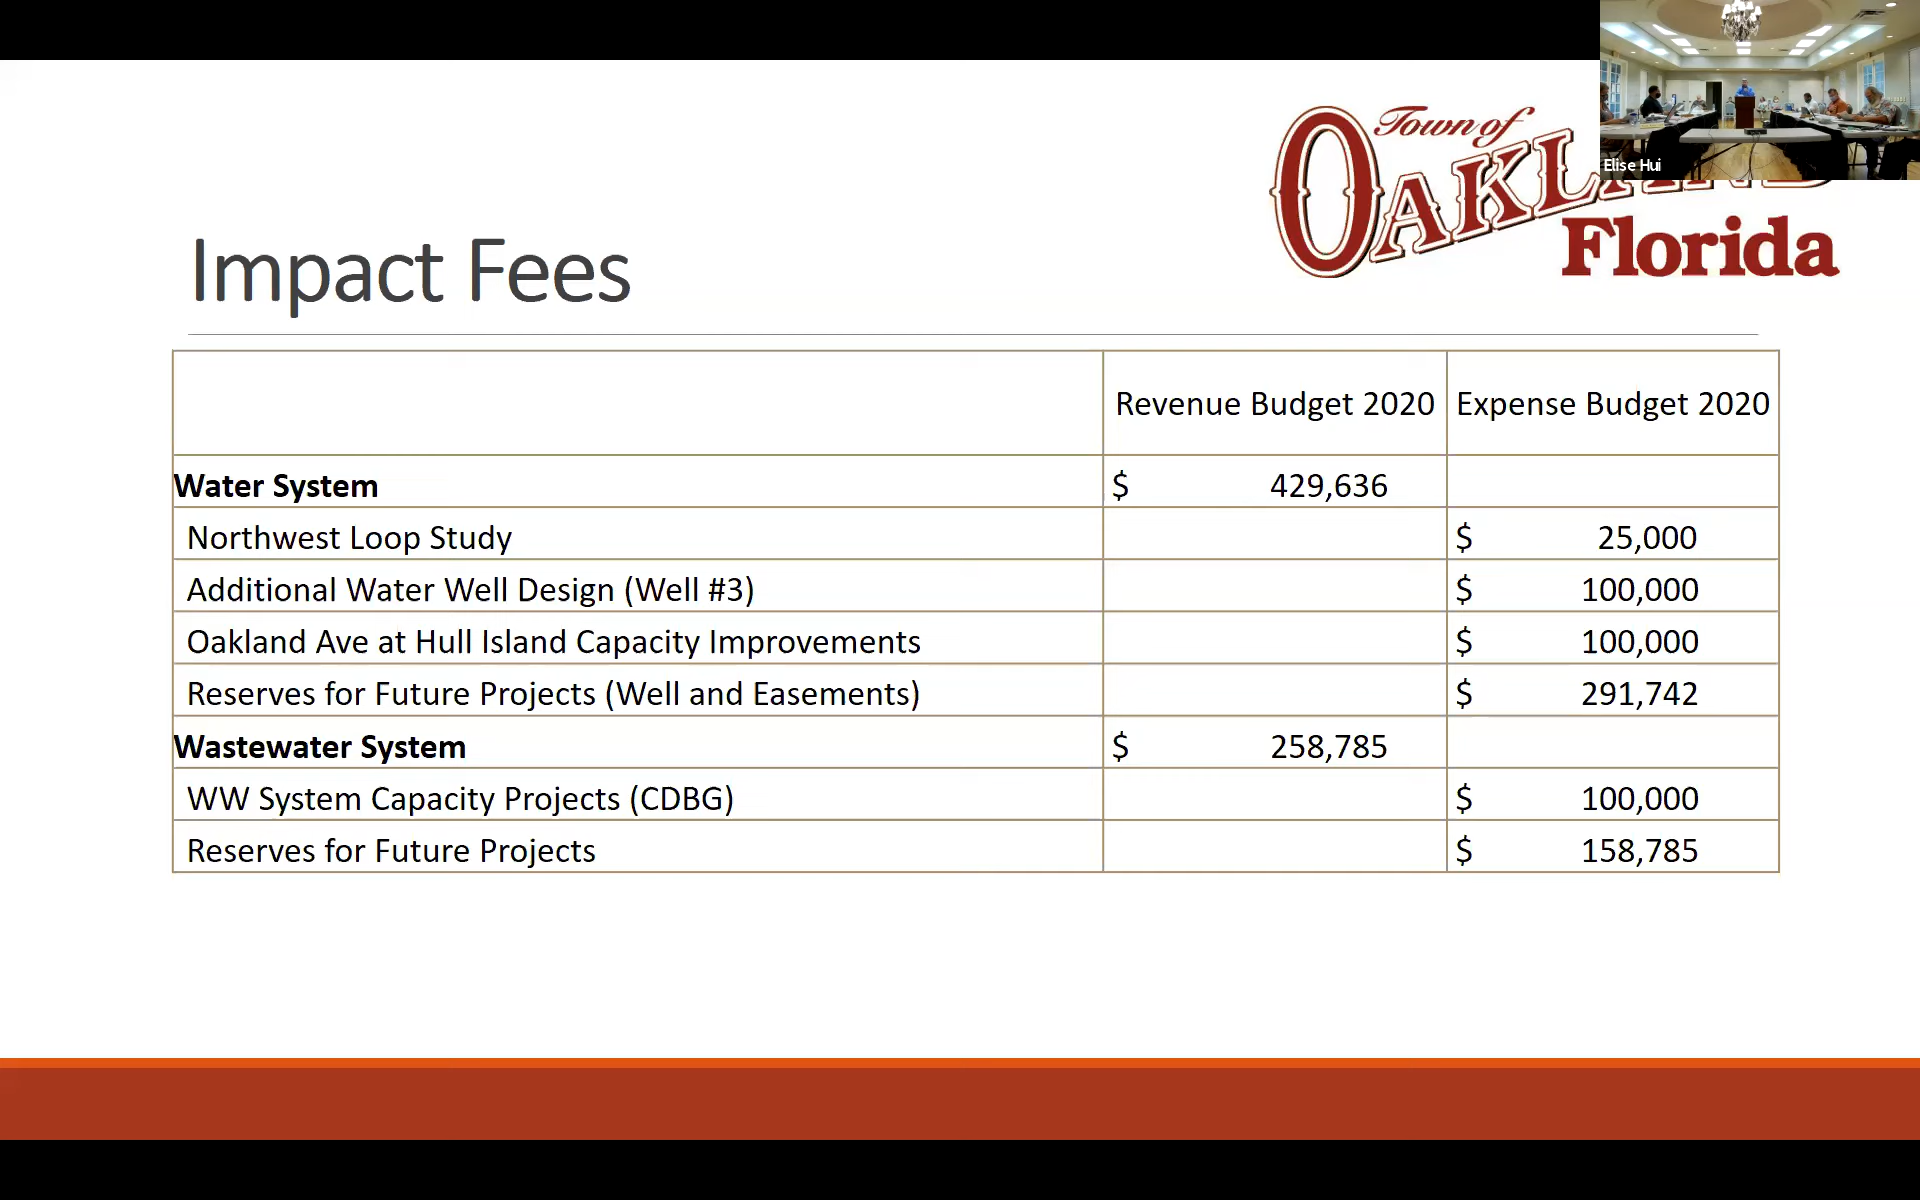 Town of
OAKLAND
Florida
Elise Hui
Impact Fees
Revenue Budget 2020 Expense Budget 2020
Water System $ 429,636
Northwest Loop Study $ 25,000
Additional Water Well Design (Well #3) $ 100,000
Oakland Ave at Hull Island Capacity Improvements $ 100,000
Reserves for Future Projects (Well and Easements) $ 291,742
Wastewater System $ 258,785
WW System Capacity Projects (CDBG) $ 100,000
Reserves for Future Projects $ 158,785